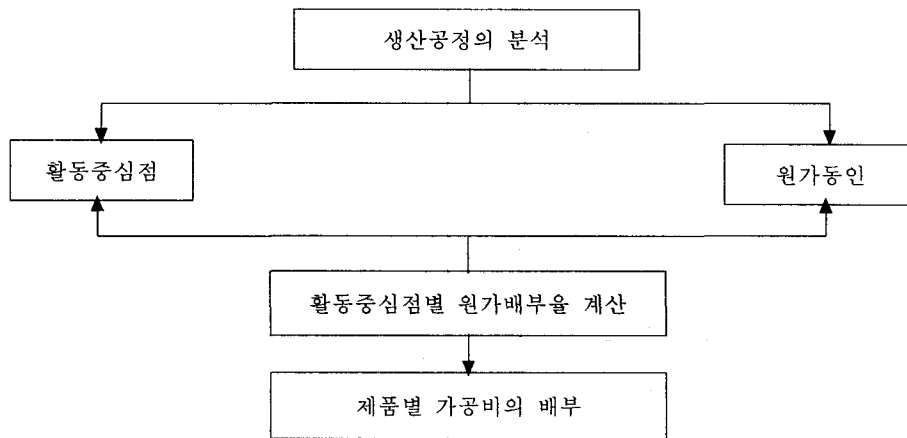 생산공정의 분석
활동중심점
원가동인
활동중심점별 원가배부율 계산
제품별 가공비의 배부